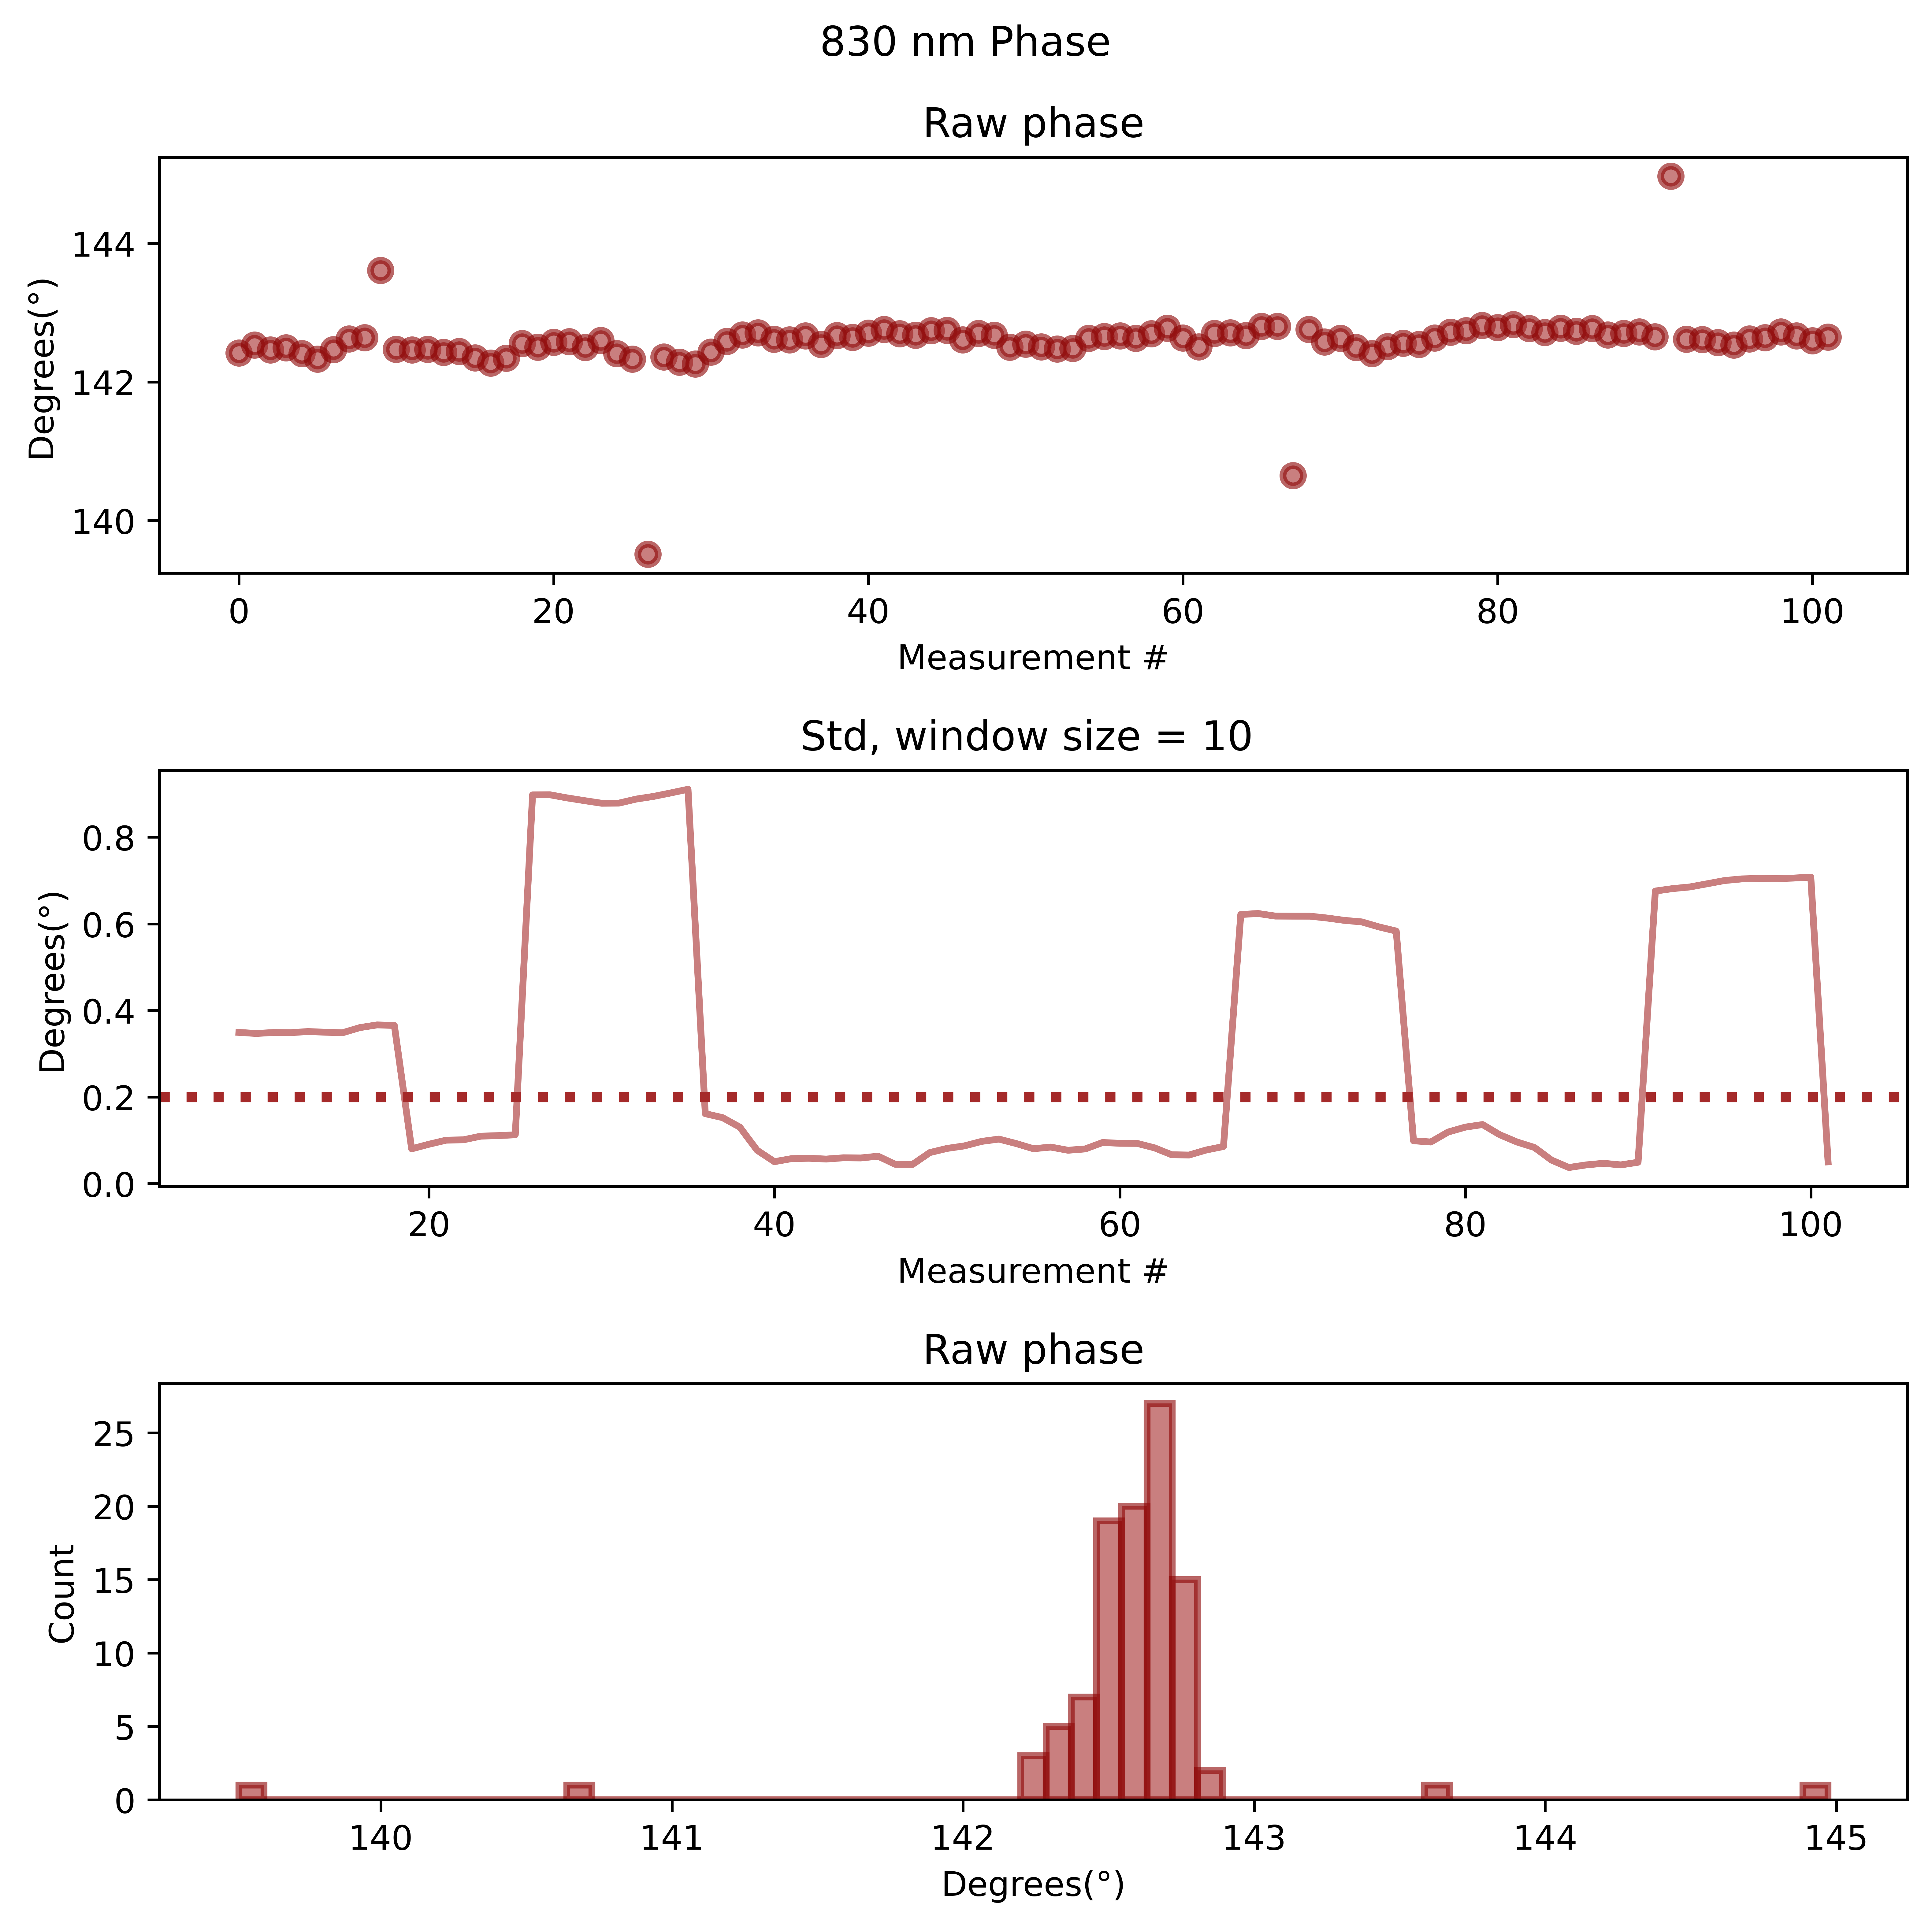 830 nm Phase
Raw phase
Degrees(°)
144
142
140
0 20 40 60 80 100
Measurement #
Std, window size = 10
Degrees(°)
0.8
0.6
0.4
0.2
0.0
20 40 60 80 100
Measurement #
Raw phase
Count
25
20
15
10
5
0
140 141 142 143 144 145
Degrees(°)